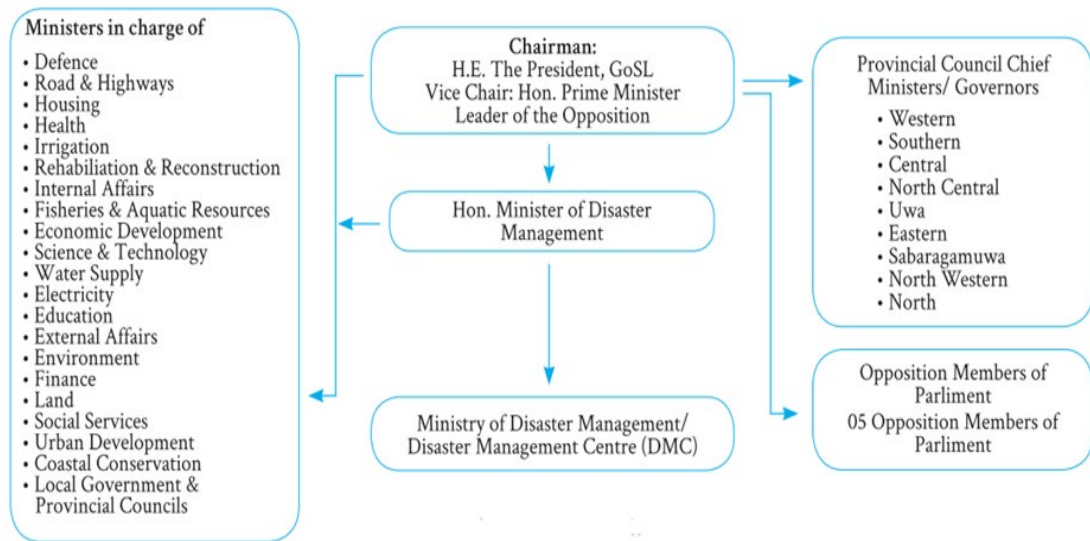 Ministers in charge of
• Defence
• Road & Highways
• Housing
• Health
• Irrigation
• Rehabiliation & Reconstruction
• Internal Affairs
• Fisheries & Aquatic Resources
• Economic Development
• Science & Technology
• Water Supply
• Electricity
• Education
• External Affairs
• Environment
• Finance
• Land
• Social Services
• Urban Development
• Coastal Conservation
• Local Government &
Provincial Councils
Chairman:
H.E. The President, GoSL
Vice Chair: Hon. Prime Minister
Leader of the Opposition
Hon. Minister of Disaster
Management
Ministry of Disaster Management/
Disaster Management Centre (DMC)
Provincial Council Chief
Ministers/ Governors
• Western
• Southern
• Central
• North Central
• Uwa
• Eastern
• Sabaragamuwa
• North Western
• North
Opposition Members of
Parliment
05 Opposition Members of
Parliment